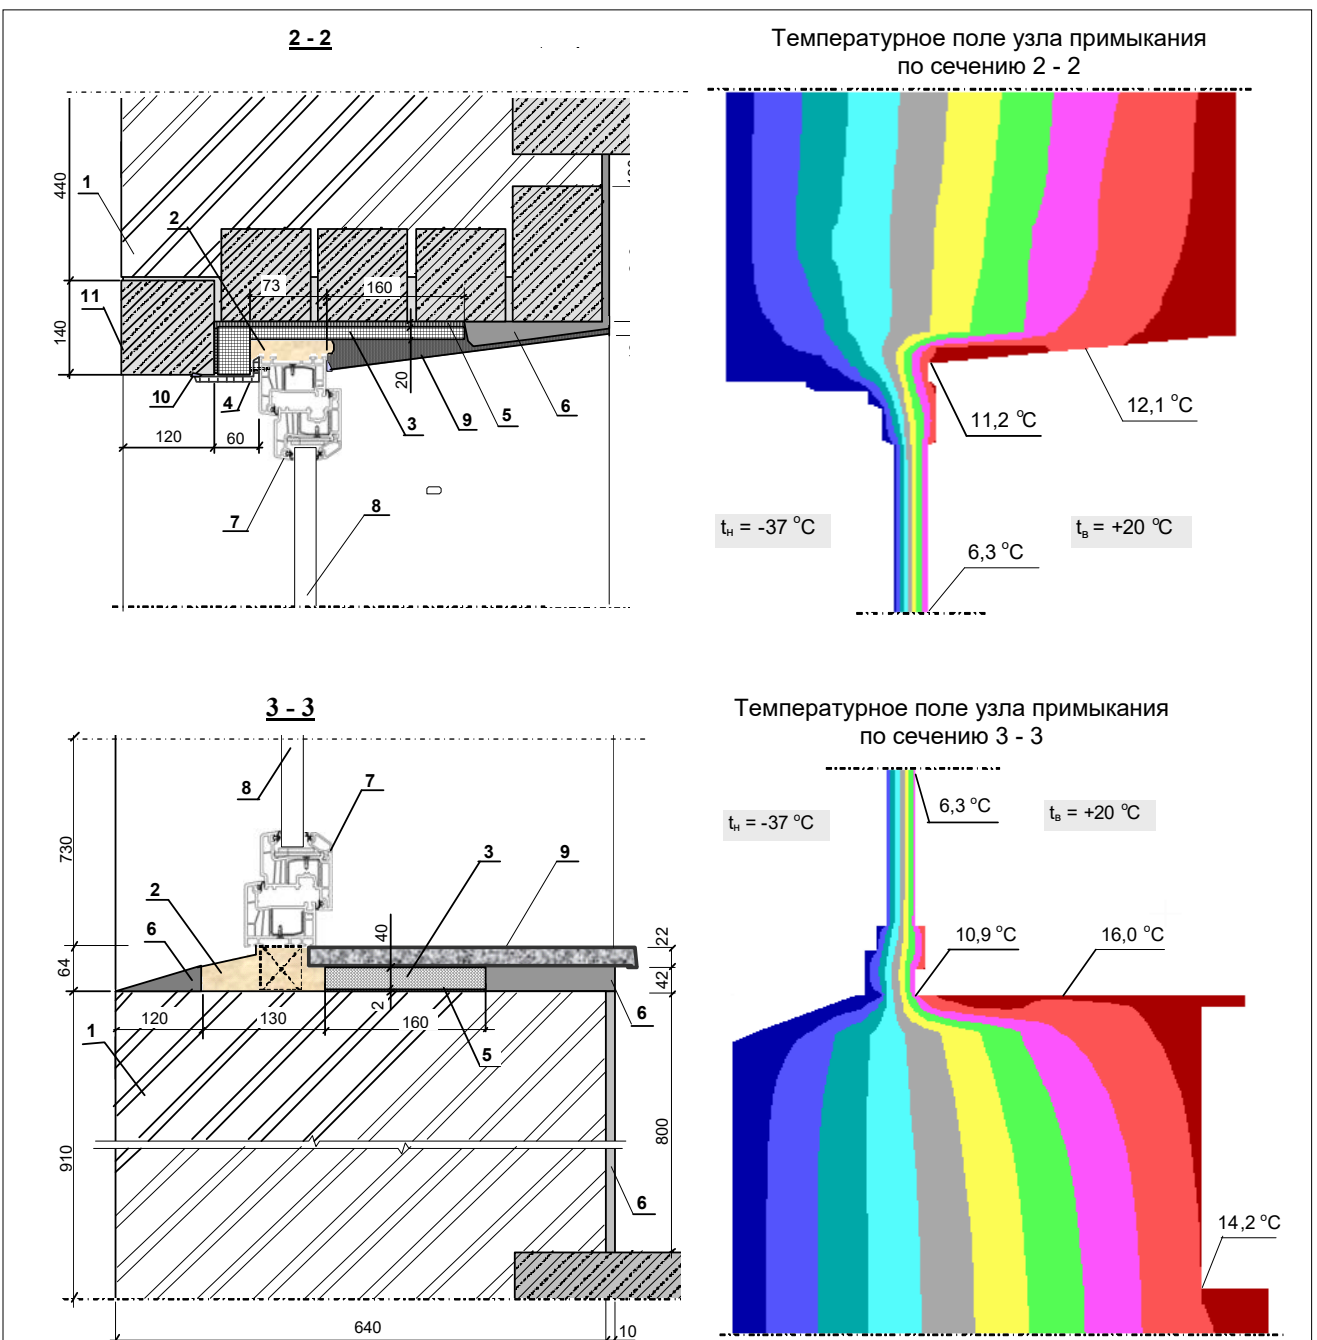 2 - 2
Температурное поле узла примыкания
по сечению 2 - 2
440
1
2
73
160
11
140
20
10
4
3
9
5
6
120
60
7
8
11,2 °C
12,1 °C
tн = -37 °C
tв = +20 °C
6,3 °C
3 - 3
Температурное поле узла примыкания
по сечению 3 - 3
8
7
730
3
9
2
6
40
22
64
42
2
120
130
160
6
1
5
910
800
6
640
10
tн = -37 °C
6,3 °C
tв = +20 °C
10,9 °C
16,0 °C
14,2 °C